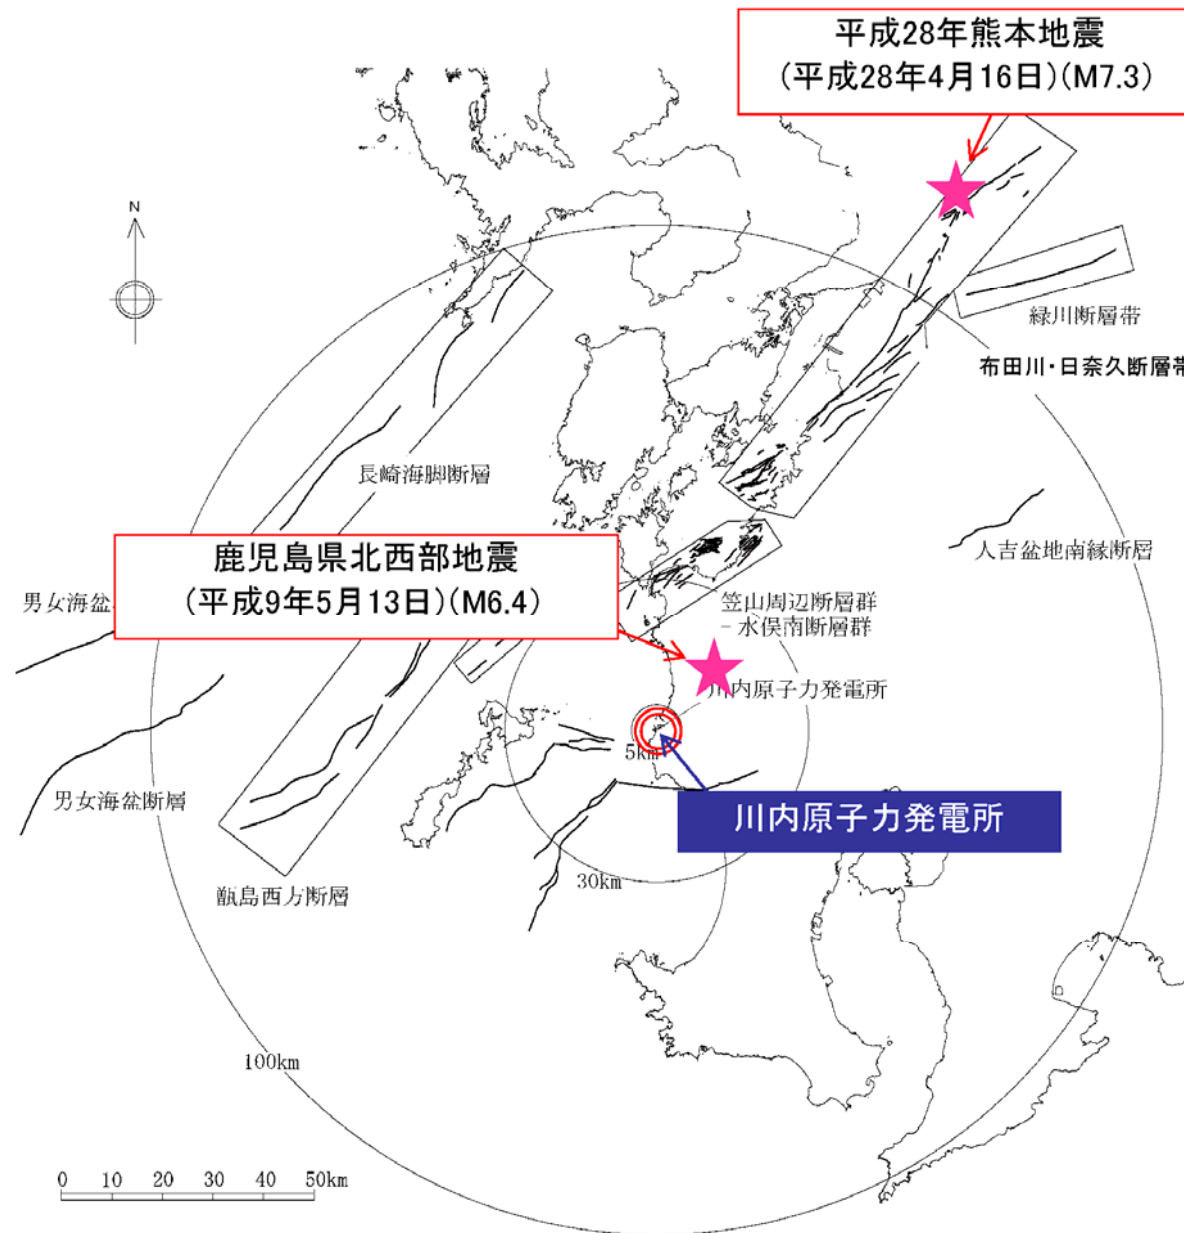 平成28年熊本地震
(平成28年4月16日)(M7.3)
N
緑川断層帯
布田川・日奈久断層帯
長崎海脚断層
人吉盆地南縁断層
鹿児島県北西部地震
(平成9年5月13日)(M6.4)
男女海盆
笠山周辺断層群
－水俣南断層群
川内原子力発電所
5km
男女海盆断層
川内原子力発電所
30km
甑島西方断層
100km
0 10 20 30 40 50km